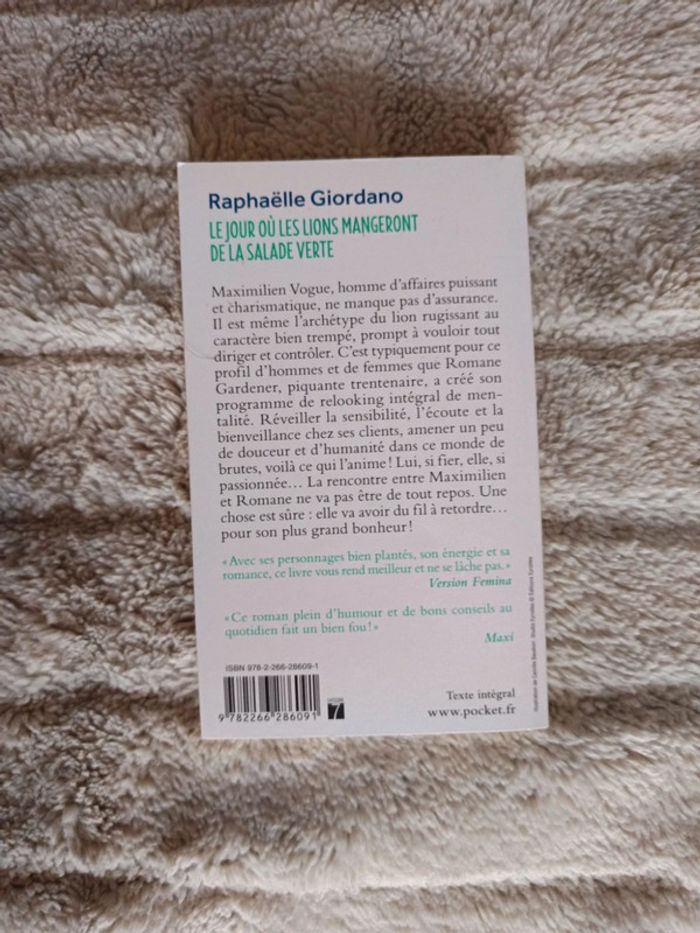 Raphaëlle Giordano
LE JOUR OÙ LES LIONS MANGERONT
DE LA SALADE VERTE
Maximilien Vogue, homme d'affaires puissant
et charismatique, ne manque pas d'assurance.
Il est même l'archétype du lion rugissant au
caractère bien trempé, prompt à vouloir tout
diriger et contrôler. C'est typiquement pour ce
profil d'hommes et de femmes que Romane
Gardener, piquante trentenaire, a créé son
programme de relooking intégral de men-
talité. Réveiller la sensibilité, l'écoute et la
bienveillance chez ses clients, amener un peu
de douceur et d'humanité dans ce monde de
brutes, voilà ce qui l'anime ! Lui, si fier, elle, si
passionnée… La rencontre entre Maximilien
et Romane ne va pas être de tout repos. Une
chose est sûre : elle va avoir du fil à retordre…
pour son plus grand bonheur !
« Avec ses personnages bien plantés, son énergie et sa
romance, ce livre vous rend meilleur et ne se lâche pas. »
Version Femina
« Ce roman plein d'humour et de bons conseils au
quotidien fait un bien fou ! »
Maxi
ISBN 978-2-266-28609-1
9 782266 286091
7
Texte intégral
www.pocket.fr
Illustration de Camille Baudoin, Studio Eyrolles © Éditions Eyrolles